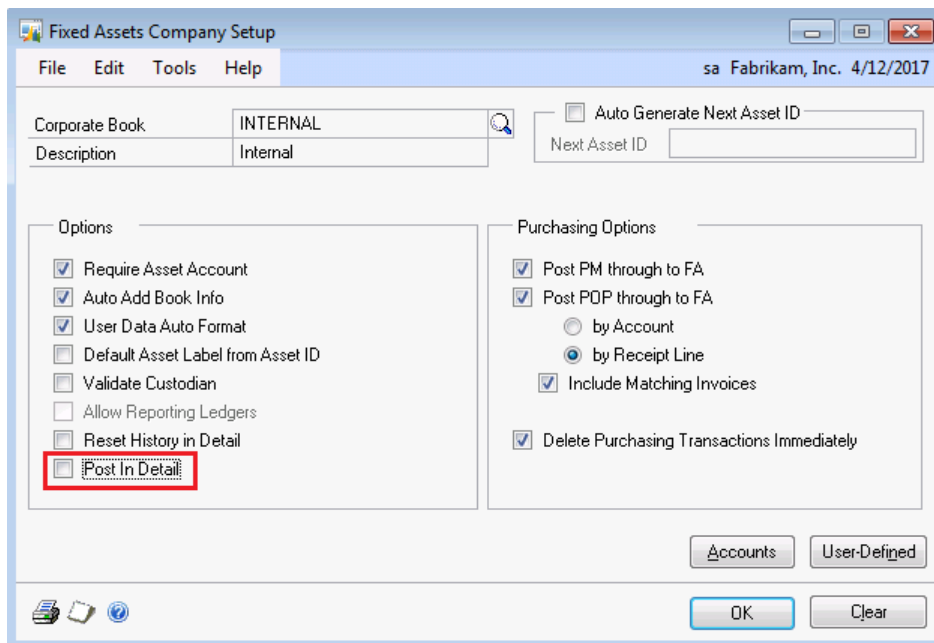 Fixed Assets Company Setup
File Edit Tools Help sa Fabrikam, Inc. 4/12/2017
Corporate Book INTERNAL
Description Internal
Auto Generate Next Asset ID
Next Asset ID
Options
Require Asset Account
Auto Add Book Info
User Data Auto Format
Default Asset Label from Asset ID
Validate Custodian
Allow Reporting Ledgers
Reset History in Detail
Post In Detail
Purchasing Options
Post PM through to FA
Post POP through to FA
by Account
by Receipt Line
Include Matching Invoices
Delete Purchasing Transactions Immediately
Accounts User-Defined
OK Clear